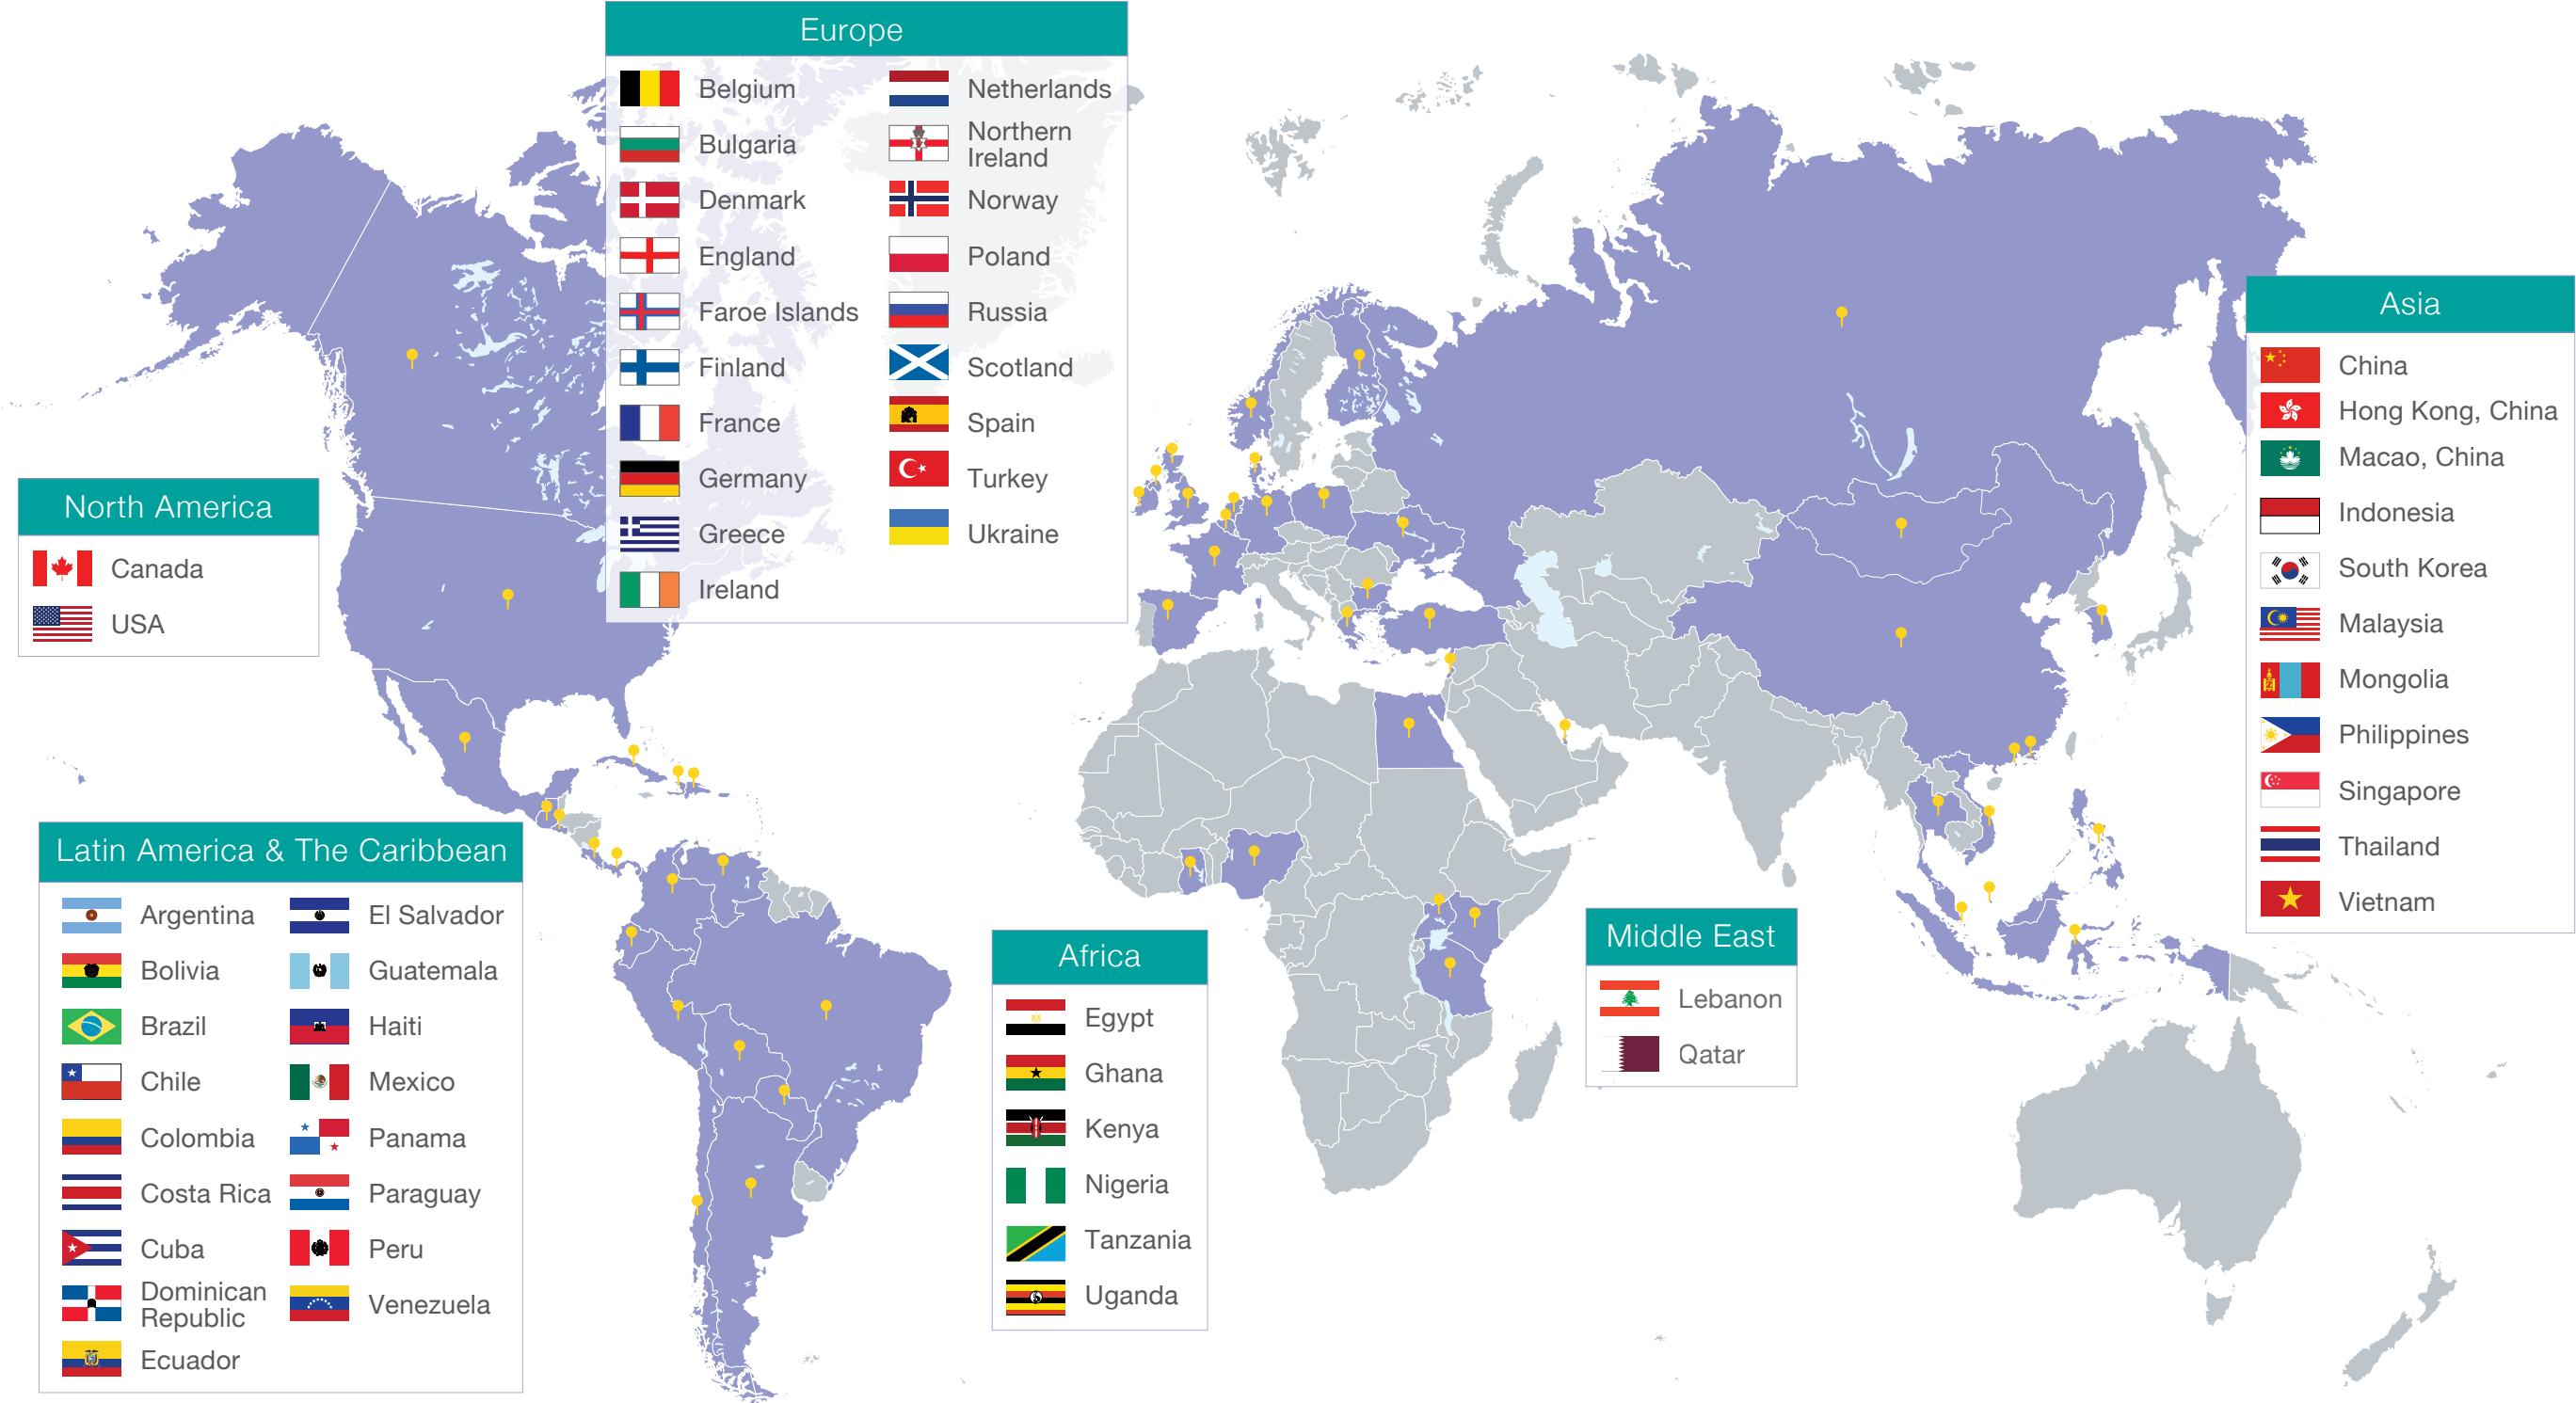 Europe
Belgium
Bulgaria
Denmark
England
Faroe Islands
Finland
France
Germany
Greece
Ireland
Netherlands
Northern
Ireland
Norway
Poland
Russia
Scotland
Spain
Turkey
Ukraine
North America
Canada
USA
Asia
China
Hong Kong, China
Macao, China
Indonesia
South Korea
Malaysia
Mongolia
Philippines
Singapore
Thailand
Vietnam
Latin America & The Caribbean
Argentina
Bolivia
Brazil
Chile
Colombia
Costa Rica
Cuba
Dominican
Republic
Ecuador
El Salvador
Guatemala
Haiti
Mexico
Panama
Paraguay
Peru
Venezuela
Africa
Egypt
Ghana
Kenya
Nigeria
Tanzania
Uganda
Middle East
Lebanon
Qatar